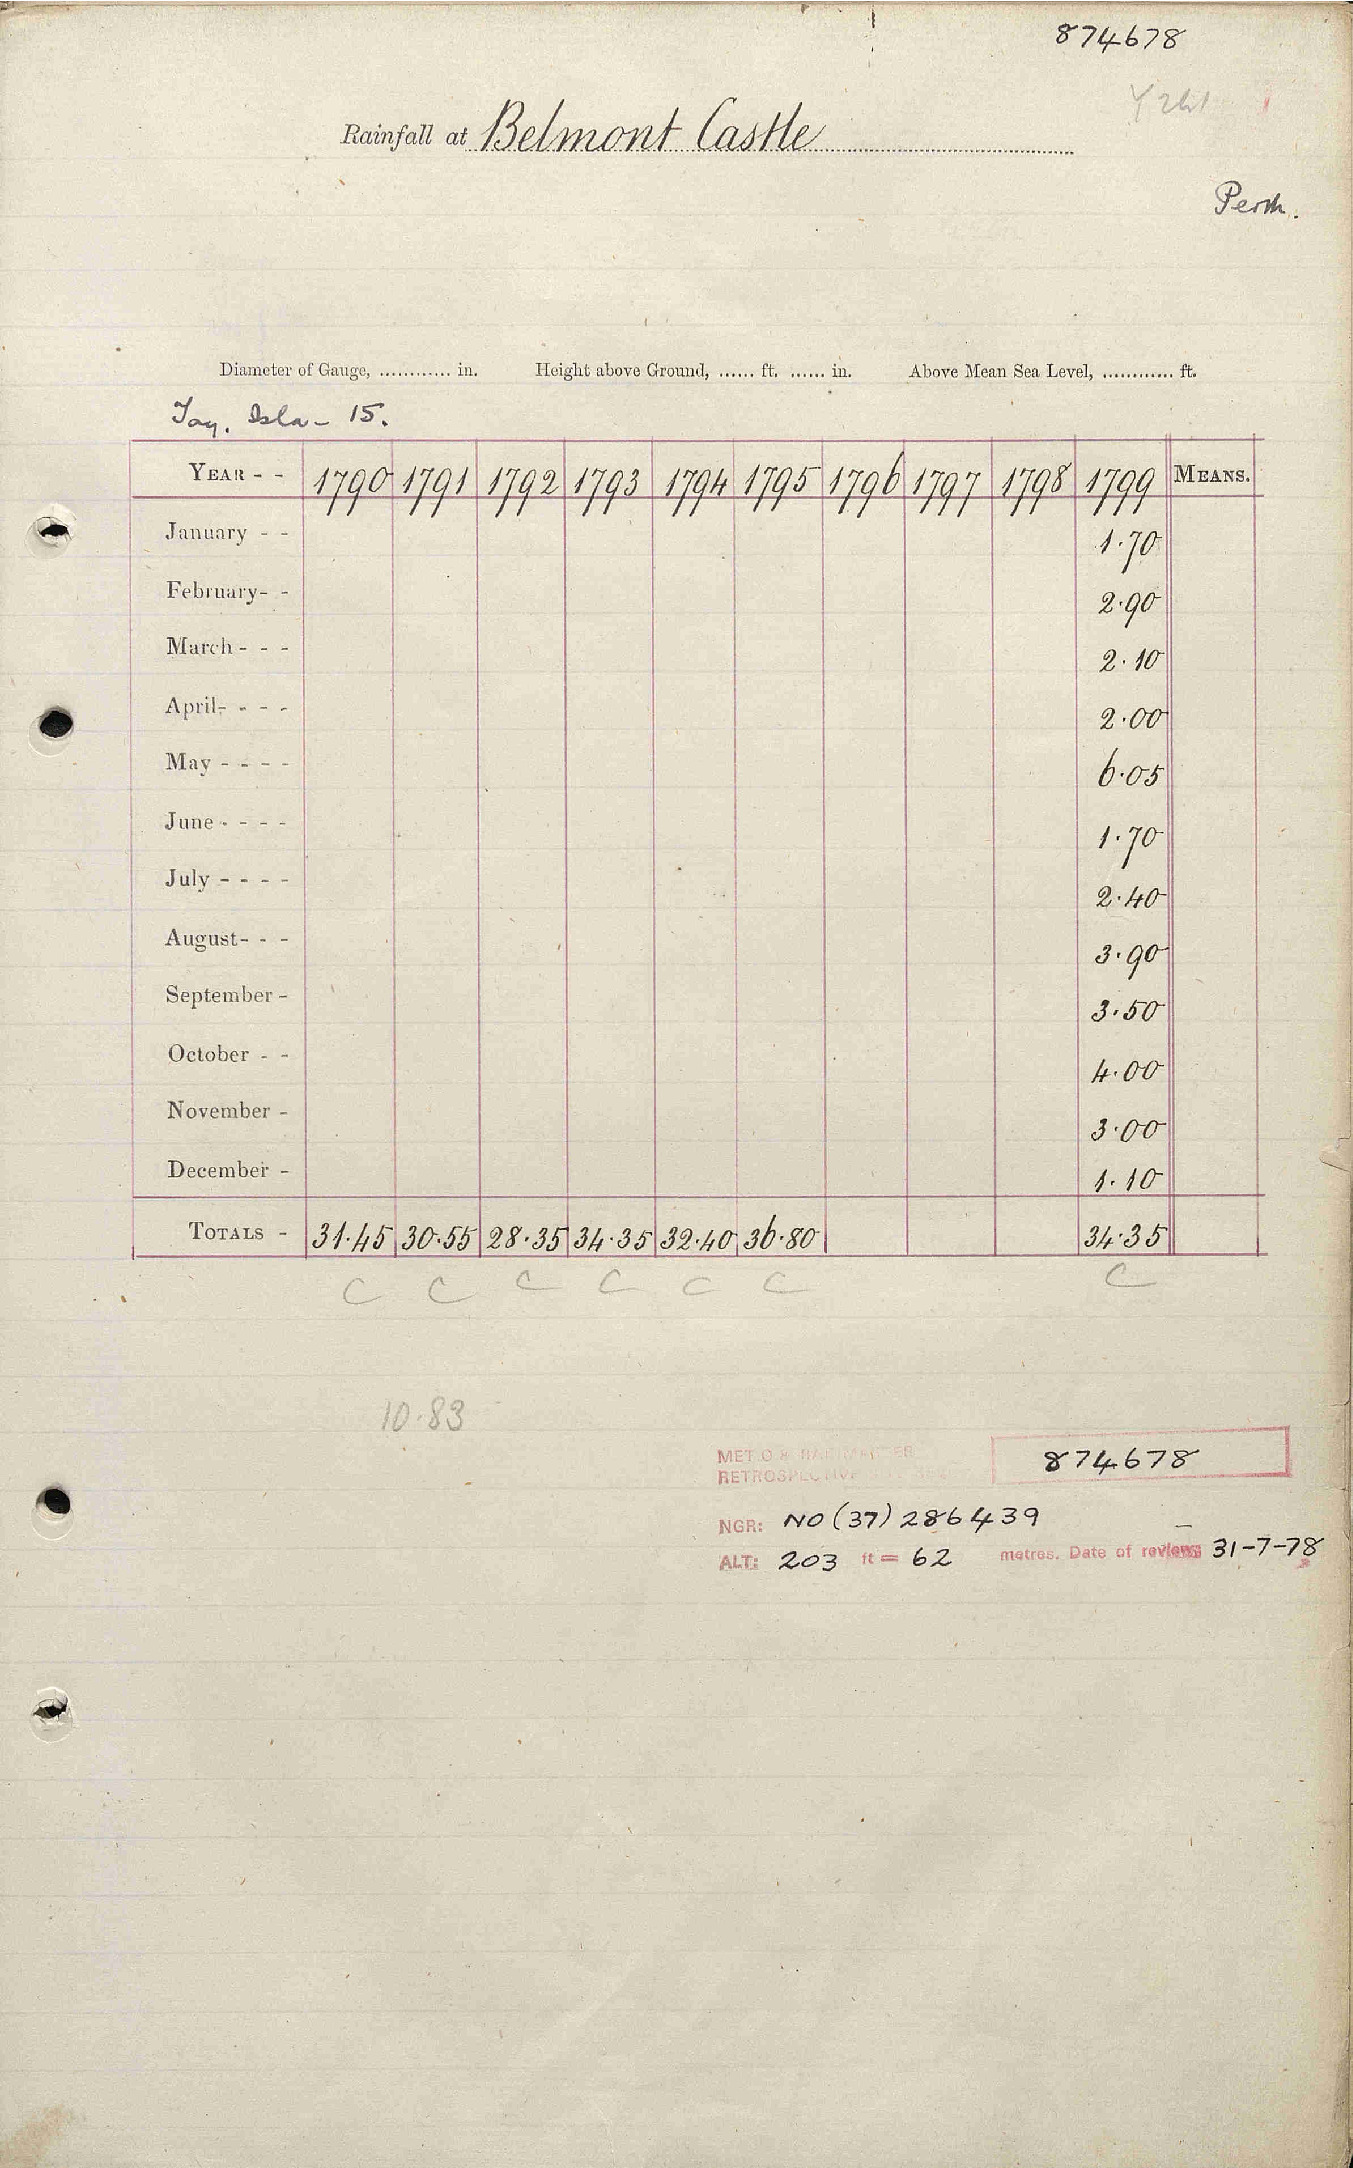 874678
Rainfall at Belmont Castle
Perth.
Diameter of Gauge, ............ in. Height above Ground, ...... ft. ...... in. Above Mean Sea Level, ............ ft.
Tay. Isla - 15.
YEAR - - 1790 1791 1792 1793 1794 1795 1796 1797 1798 1799 MEANS.
January - - 1.70
February- - 2.90
March - - - 2.10
April- - - - 2.00
May - - - - 6.05
June - - - - 1.70
July - - - - 2.40
August- - - 3.90
September - 3.50
October - - 4.00
November - 3.00
December - 1.10
TOTALS - 31.45 30.55 28.35 34.35 32.40 36.80 34.35
C C C C C C C
10.83
MET.O.8
RETROSPECTIVE 874678
NGR: NO (37) 286439
ALT: 203 ft = 62 metres. Date of review 31-7-78